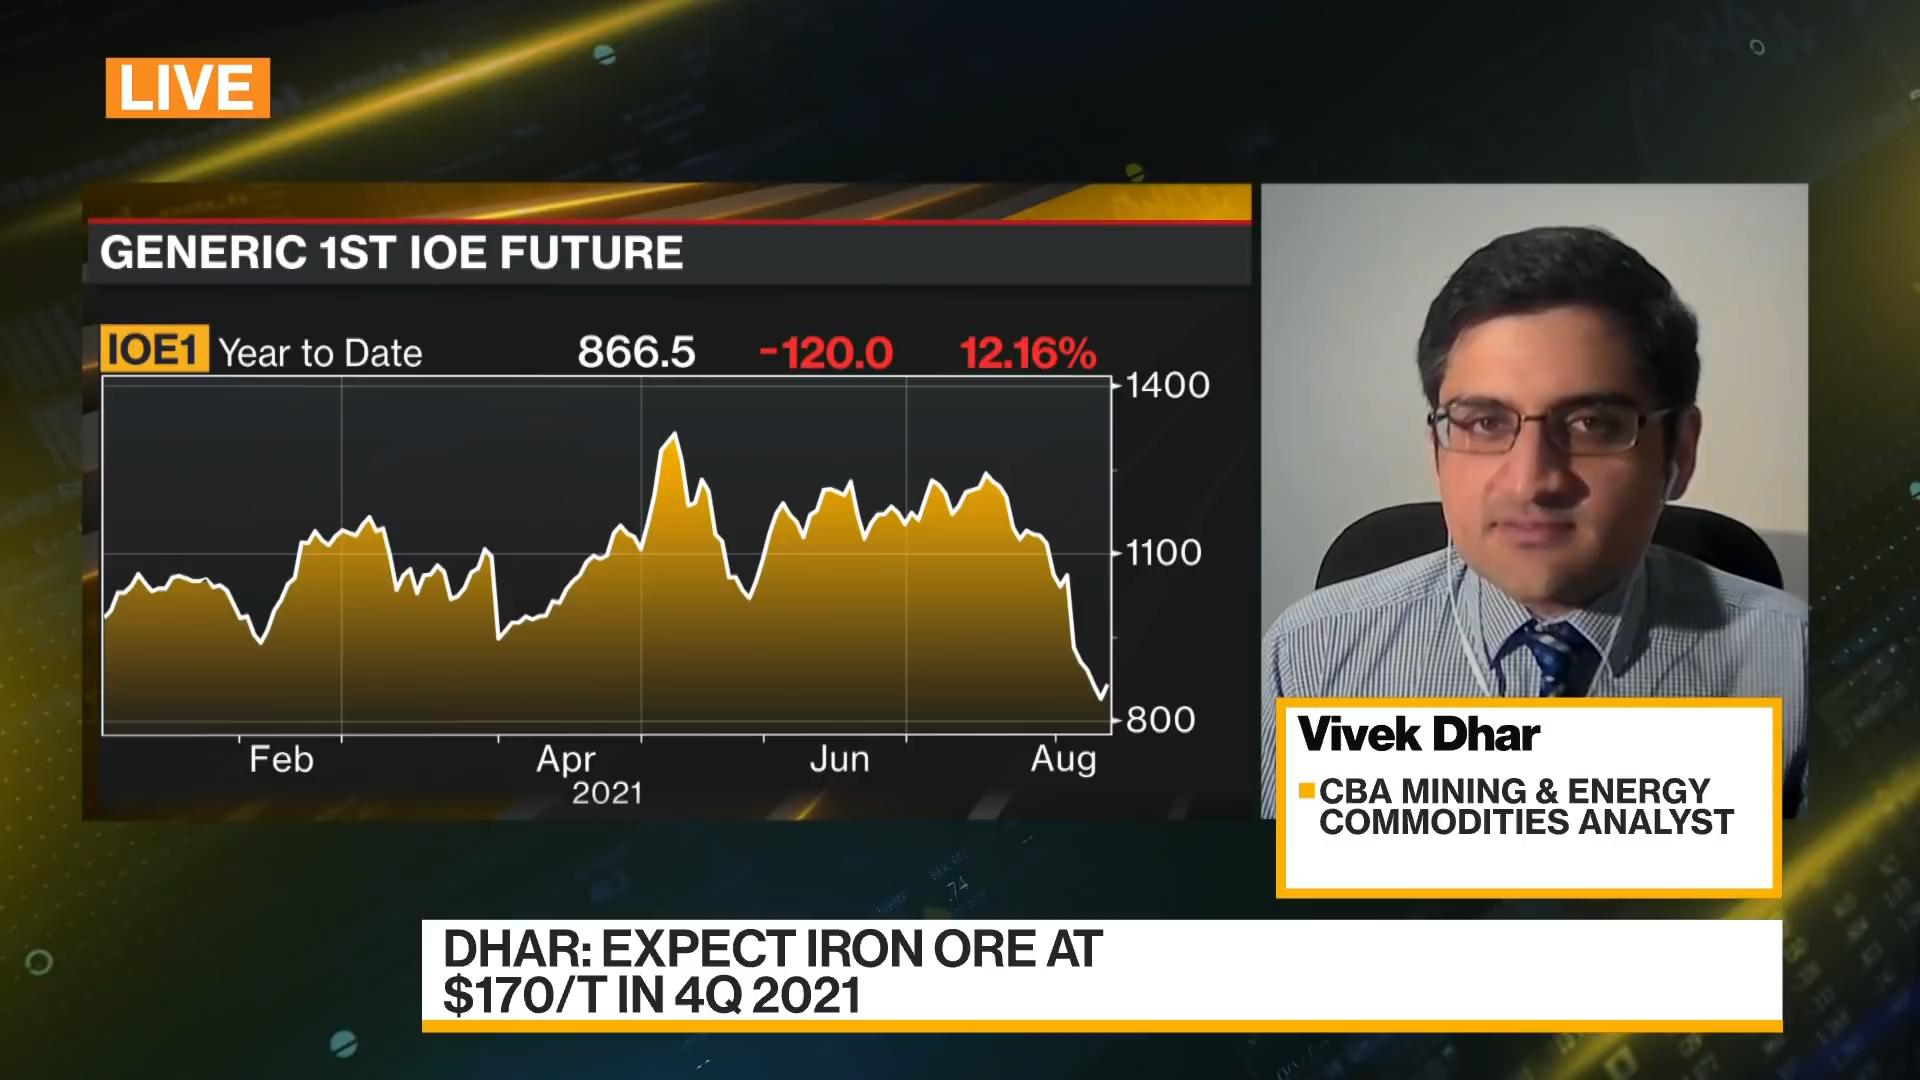 LIVE
GENERIC 1ST IOE FUTURE
IOE1 Year to Date 866.5 -120.0 12.16%
1400
1100
800
Feb Apr Jun Aug
2021
Vivek Dhar
CBA MINING & ENERGY
COMMODITIES ANALYST
DHAR: EXPECT IRON ORE AT
$170/T IN 4Q 2021